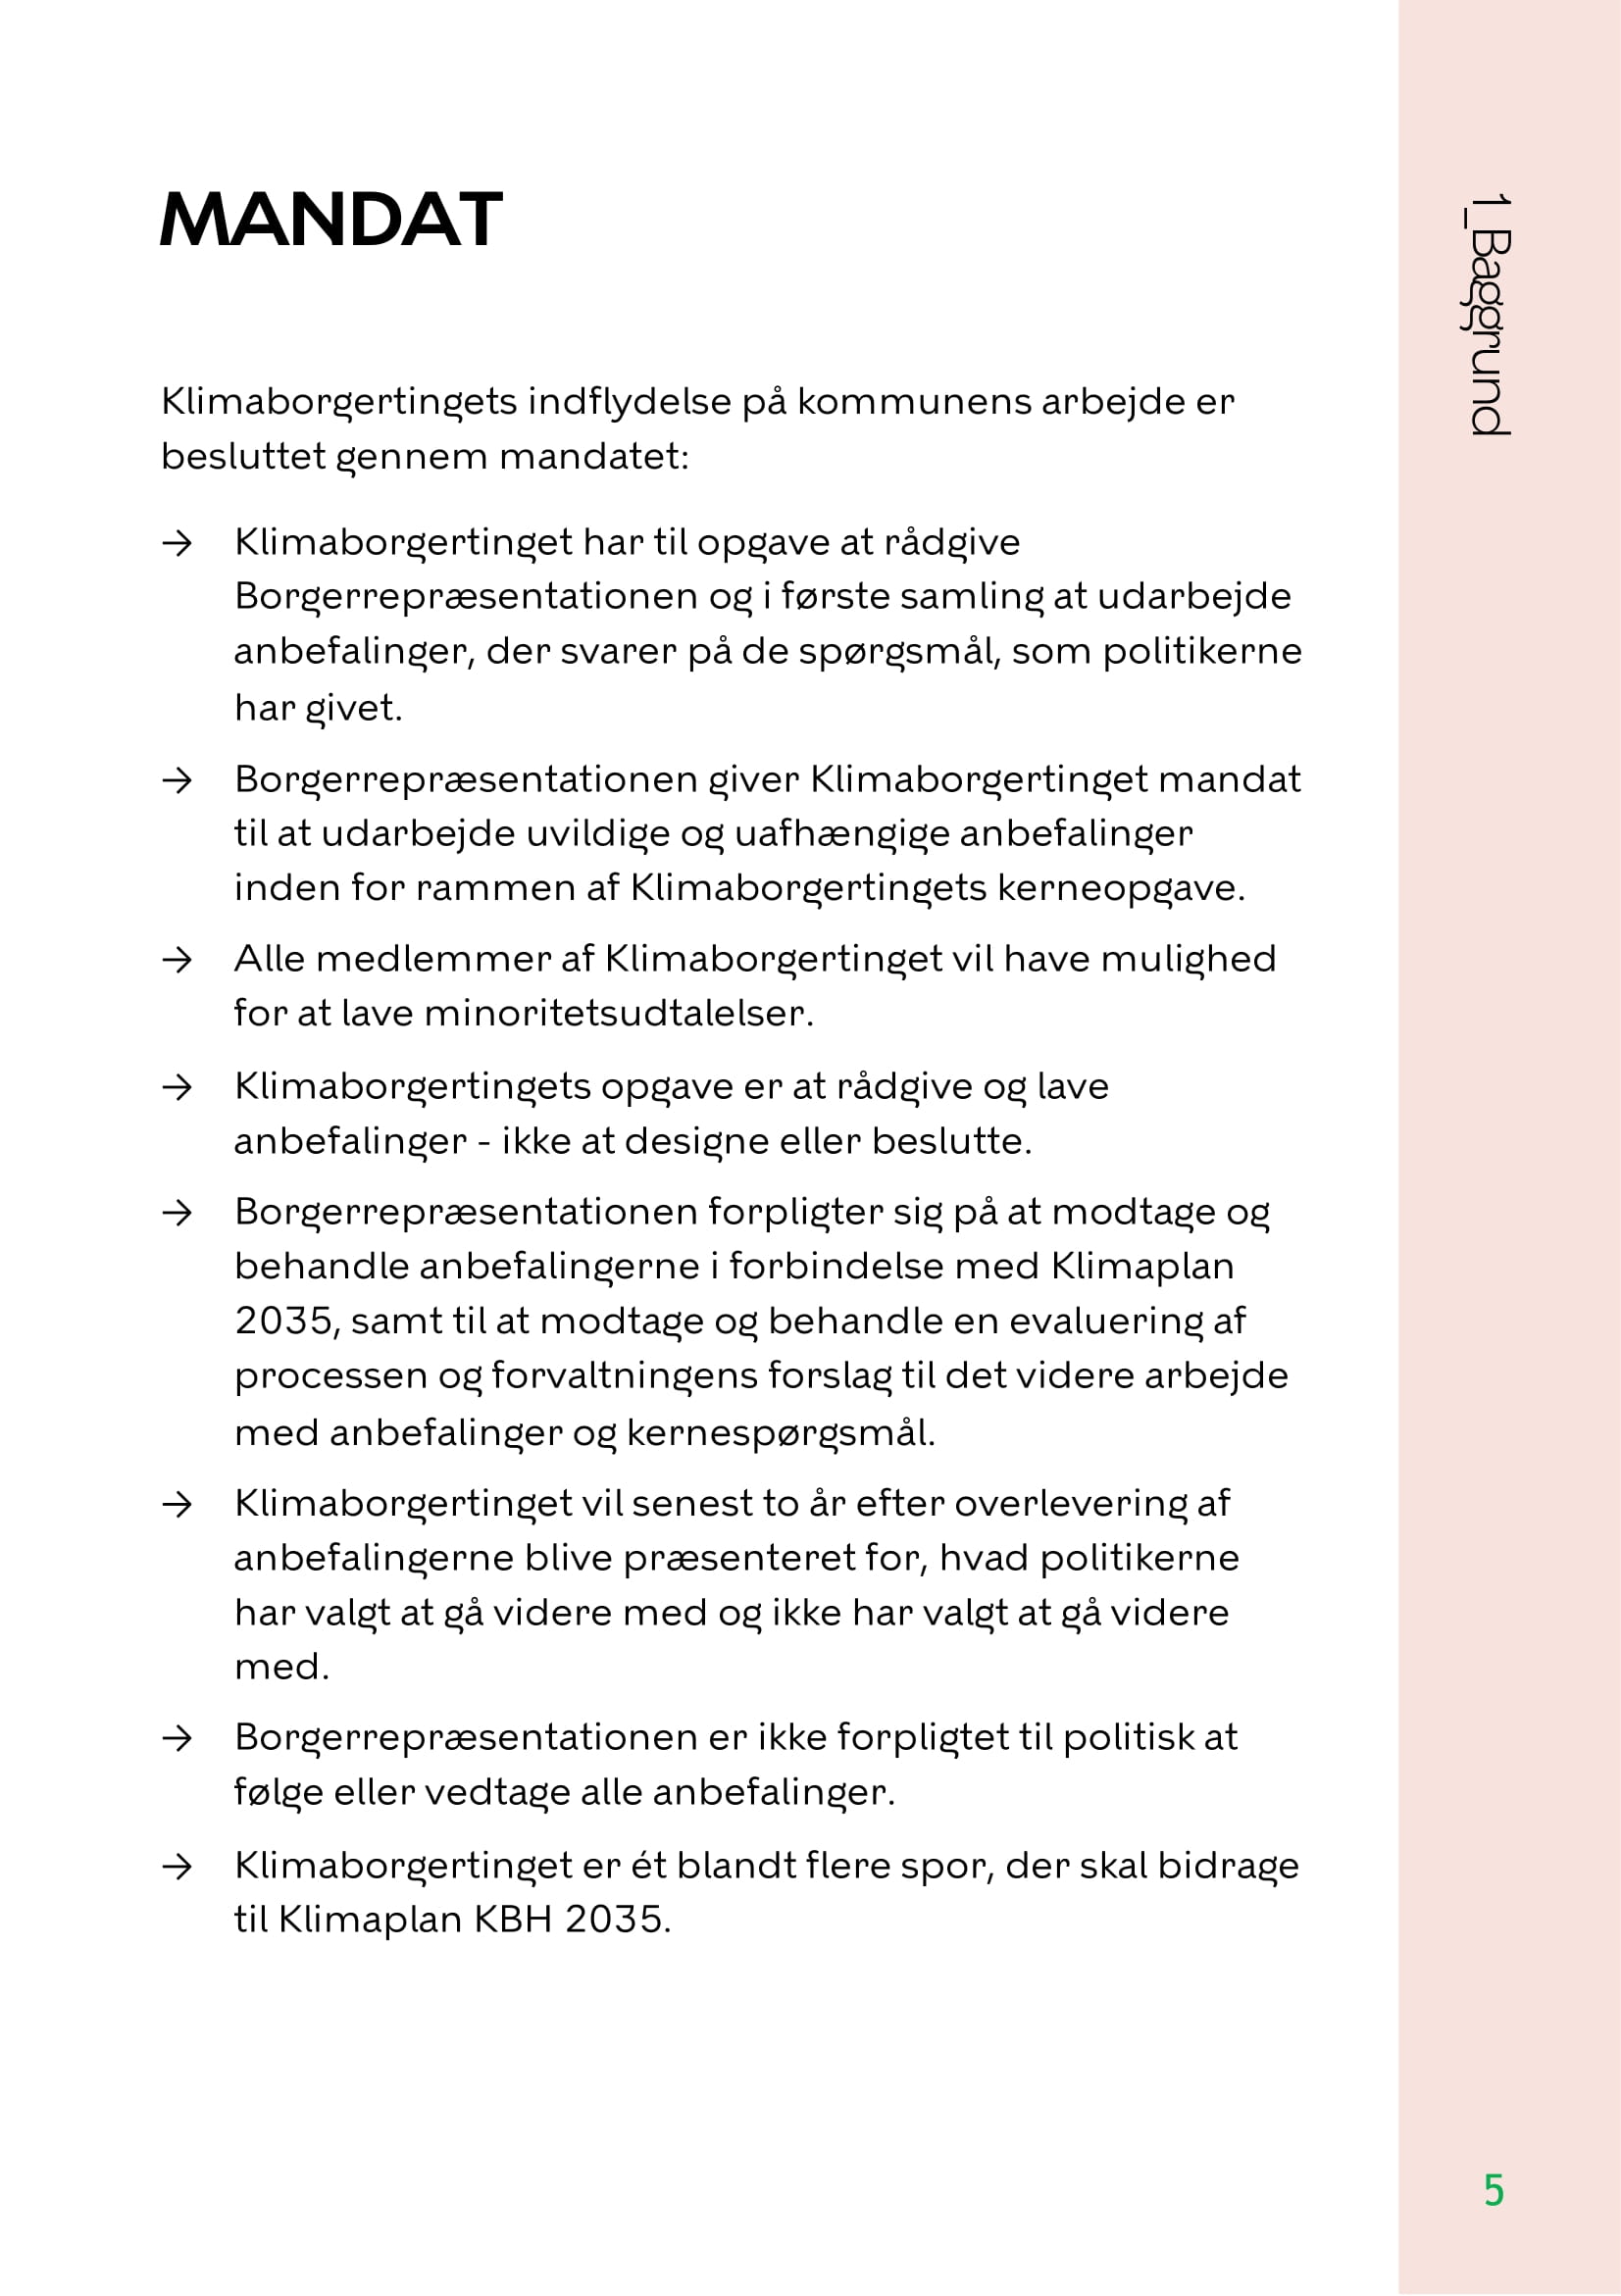 MANDAT
1_Baggrund
Klimaborgertingets indflydelse på kommunens arbejde er
besluttet gennem mandatet:
→ Klimaborgertinget har til opgave at rådgive
Borgerrepræsentationen og i første samling at udarbejde
anbefalinger, der svarer på de spørgsmål, som politikerne
har givet.
→ Borgerrepræsentationen giver Klimaborgertinget mandat
til at udarbejde uvildige og uafhængige anbefalinger
inden for rammen af Klimaborgertingets kerneopgave.
→ Alle medlemmer af Klimaborgertinget vil have mulighed
for at lave minoritetsudtalelser.
→ Klimaborgertingets opgave er at rådgive og lave
anbefalinger - ikke at designe eller beslutte.
→ Borgerrepræsentationen forpligter sig på at modtage og
behandle anbefalingerne i forbindelse med Klimaplan
2035, samt til at modtage og behandle en evaluering af
processen og forvaltningens forslag til det videre arbejde
med anbefalinger og kernespørgsmål.
→ Klimaborgertinget vil senest to år efter overlevering af
anbefalingerne blive præsenteret for, hvad politikerne
har valgt at gå videre med og ikke har valgt at gå videre
med.
→ Borgerrepræsentationen er ikke forpligtet til politisk at
følge eller vedtage alle anbefalinger.
→ Klimaborgertinget er ét blandt flere spor, der skal bidrage
til Klimaplan KBH 2035.
5